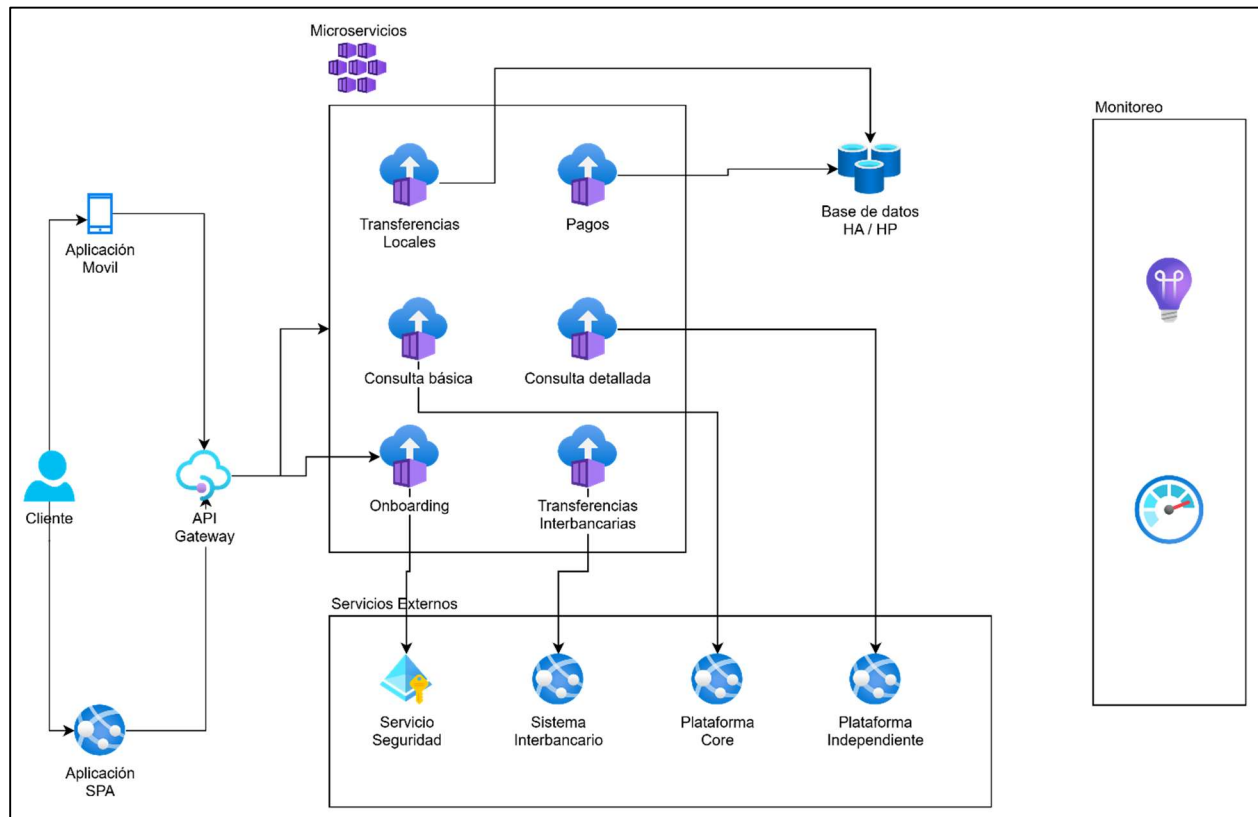 Microservicios
Monitoreo
Transferencias
Locales
Pagos
Base de datos
HA / HP
Aplicación
Movil
Consulta básica
Consulta detallada
Cliente
API
Gateway
Onboarding
Transferencias
Interbancarias
Servicios Externos
Servicio
Seguridad
Sistema
Interbancario
Plataforma
Core
Plataforma
Independiente
Aplicación
SPA